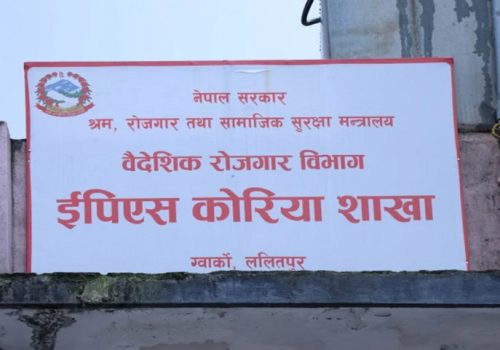 नेपाल सरकार
श्रम, रोजगार तथा सामाजिक सुरक्षा मन्त्रालय
वैदेशिक रोजगार विभाग
ईपिएस कोरिया शाखा
ग्वार्को, ललितपुर